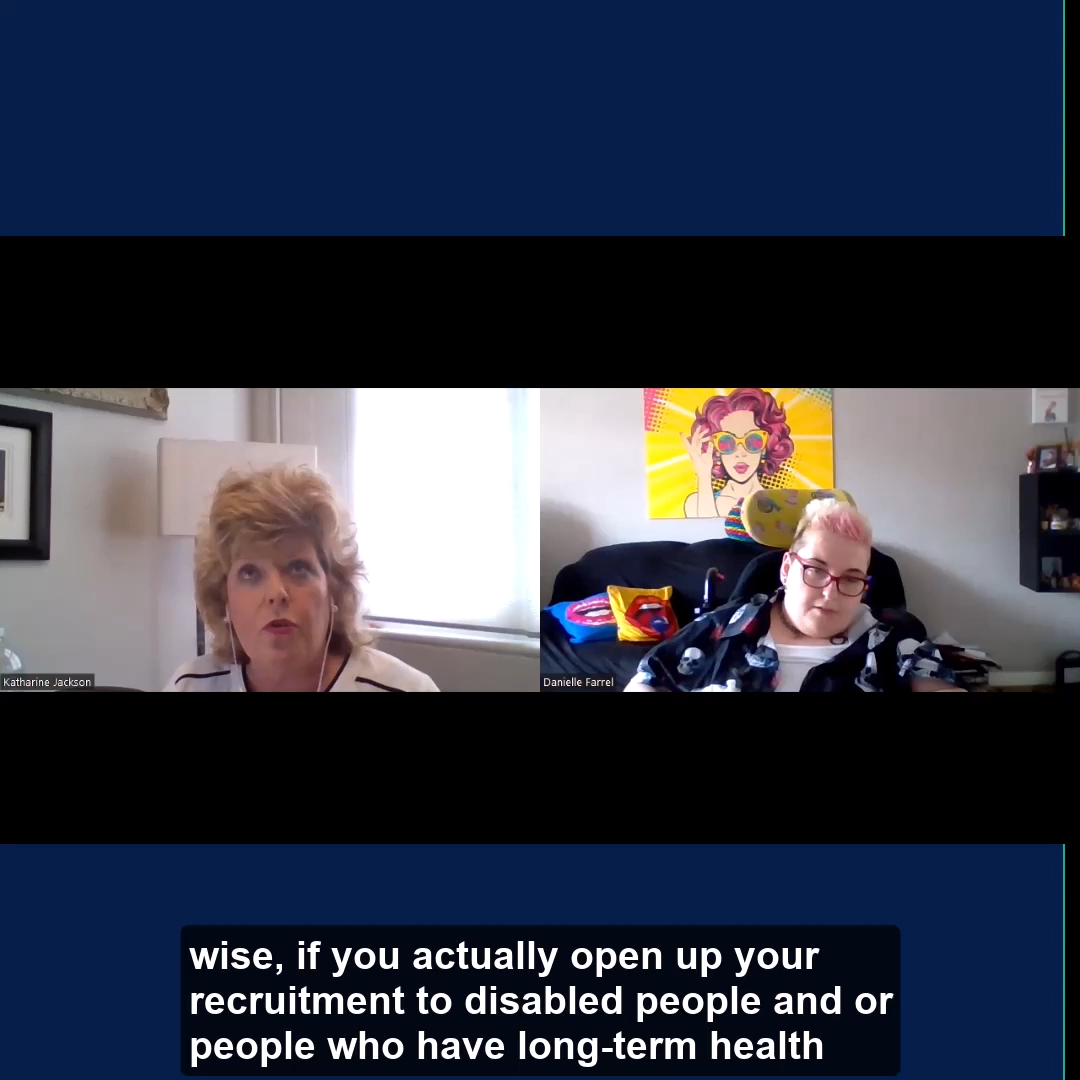 Katharine Jackson
Danielle Farrel
wise, if you actually open up your
recruitment to disabled people and or
people who have long-term health